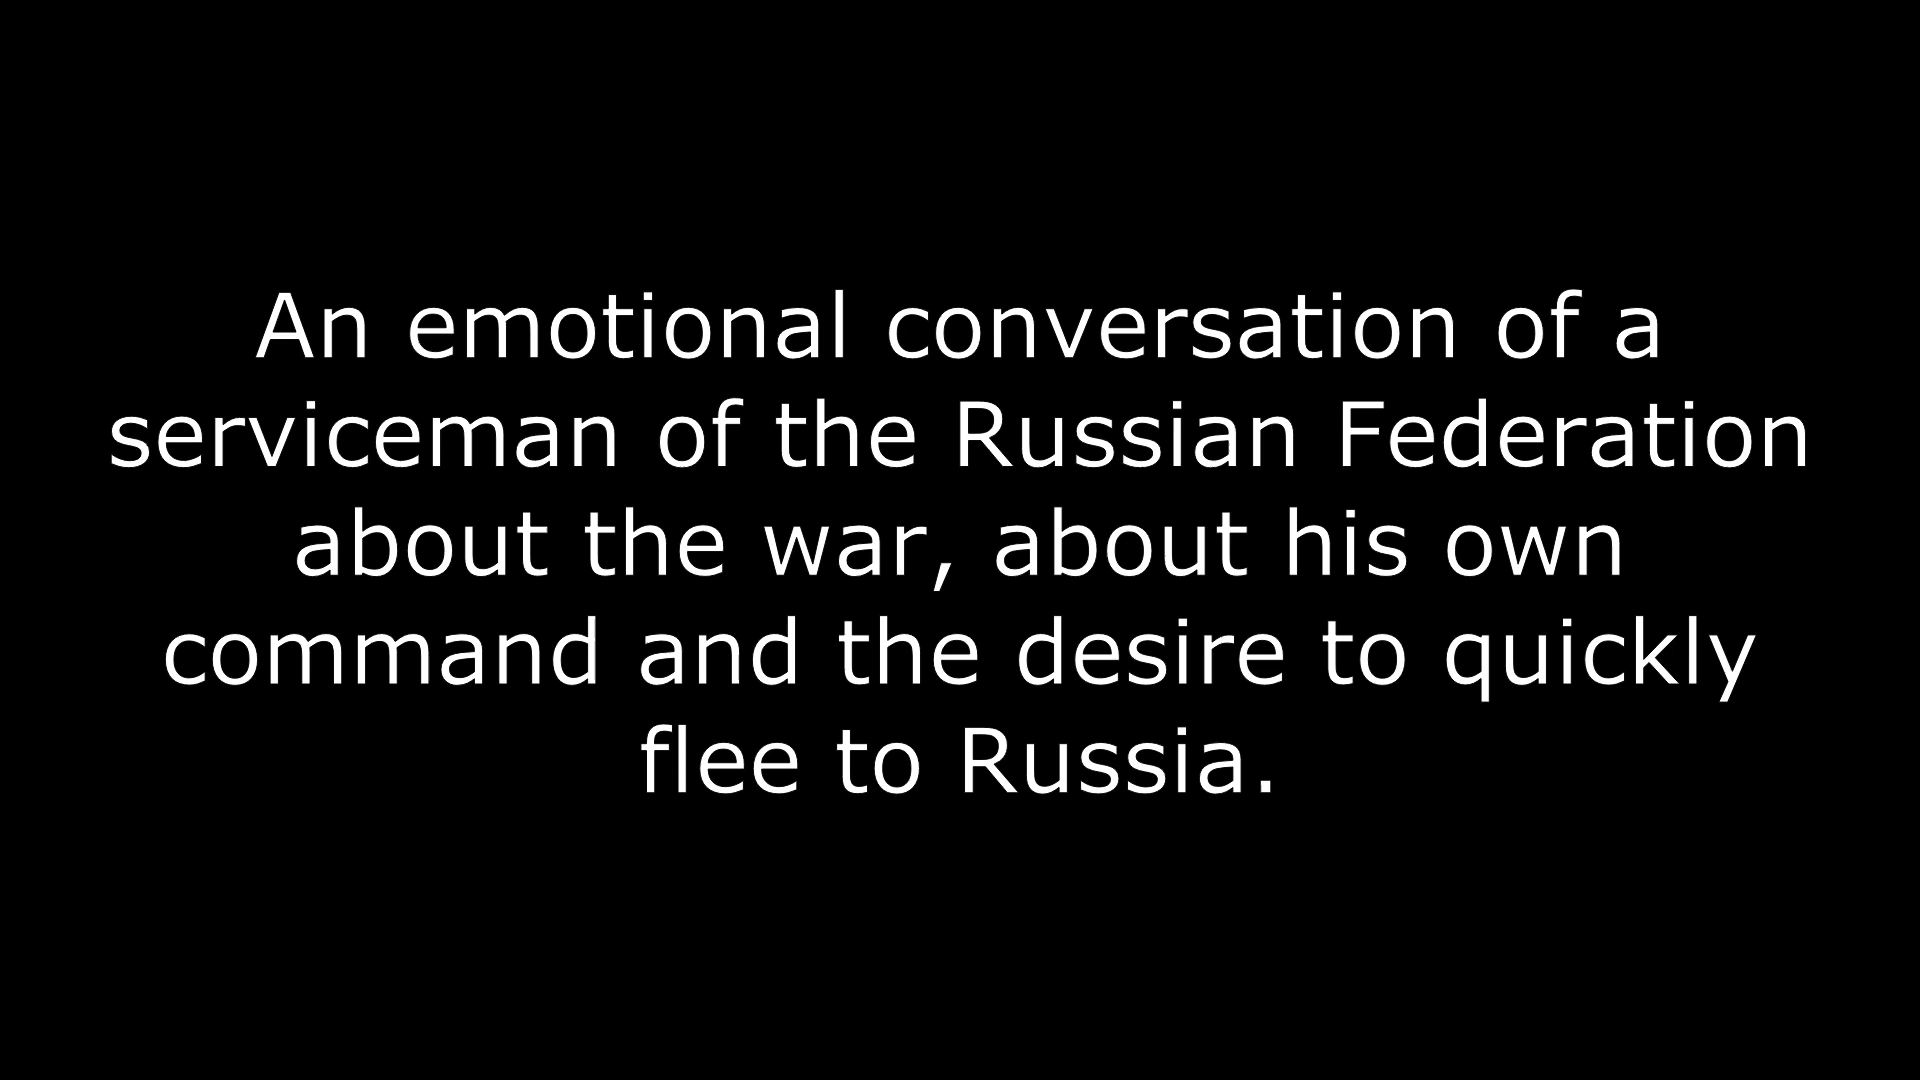 An emotional conversation of a
serviceman of the Russian Federation
about the war, about his own
command and the desire to quickly
flee to Russia.